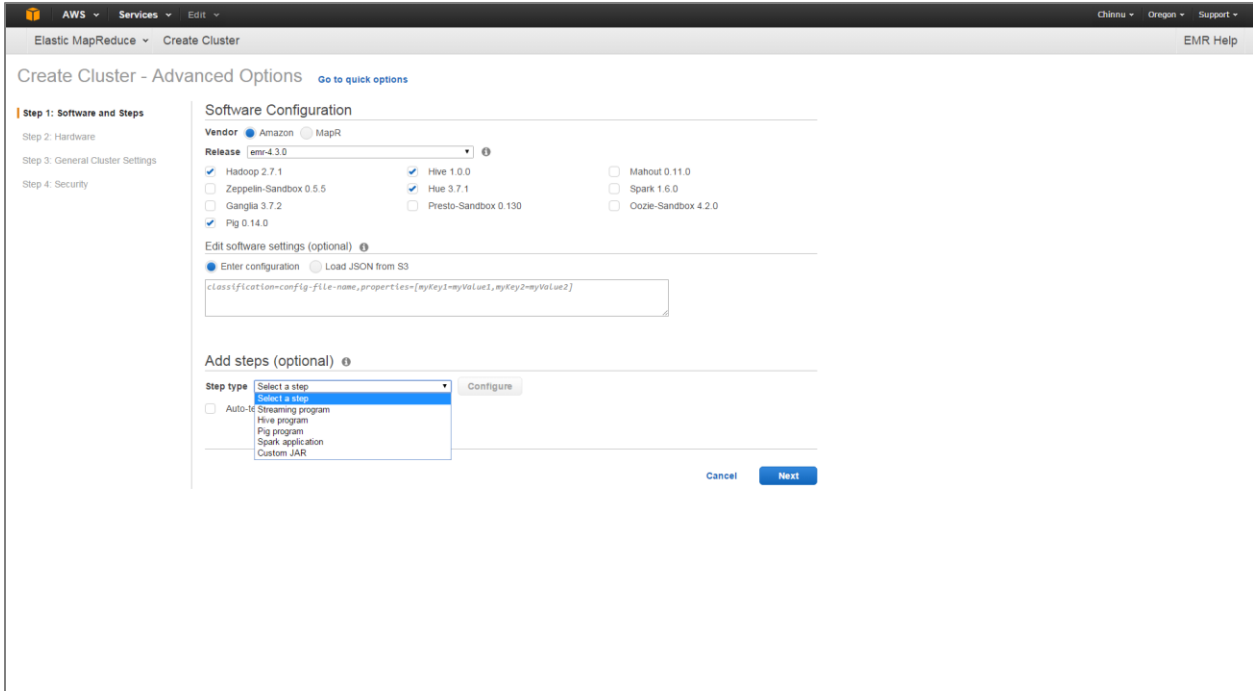 AWS Services Edit Chinnu Oregon Support
Elastic MapReduce Create Cluster EMR Help
Create Cluster - Advanced Options Go to quick options
Step 1: Software and Steps
Step 2: Hardware
Step 3: General Cluster Settings
Step 4: Security
Software Configuration
Vendor Amazon MapR
Release emr-4.3.0
Hadoop 2.7.1 Hive 1.0.0 Mahout 0.11.0
Zeppelin-Sandbox 0.5.5 Hue 3.7.1 Spark 1.6.0
Ganglia 3.7.2 Presto-Sandbox 0.130 Oozie-Sandbox 4.2.0
Pig 0.14.0
Edit software settings (optional)
Enter configuration Load JSON from S3
classification=config-file-name,properties=[myKey1=myValue1,myKey2=myValue2]
Add steps (optional)
Step type Select a step Configure
Select a step
Auto-te Streaming program
Hive program
Pig program
Spark application
Custom JAR
Cancel Next